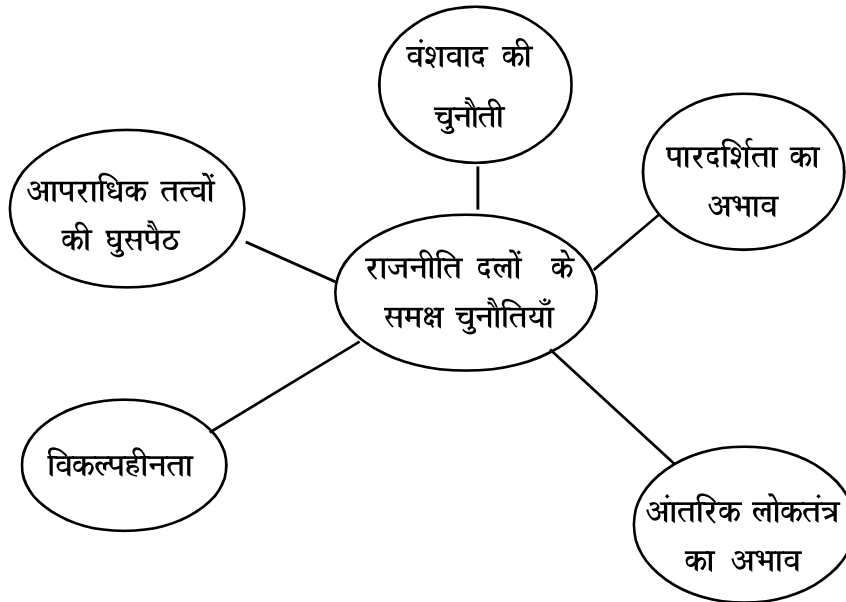 वंशवाद की
चुनौती
पारदर्शिता का
अभाव
आपराधिक तत्वों
की घुसपैठ
राजनीति दलों के
समक्ष चुनौतियाँ
विकल्पहीनता
आंतरिक लोकतंत्र
का अभाव